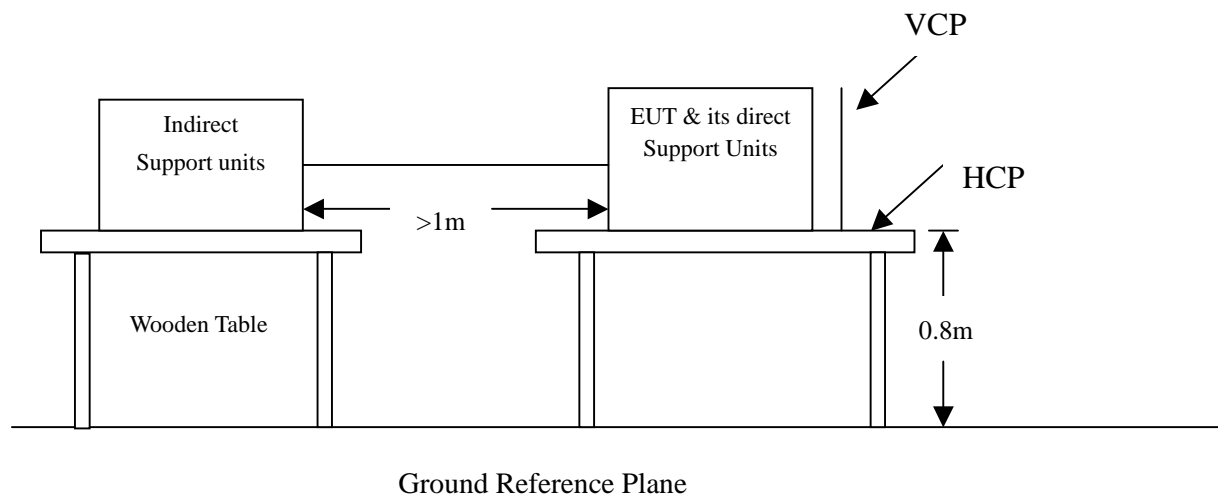 VCP
Indirect
Support units
EUT & its direct
Support Units
HCP
>1m
Wooden Table
0.8m
Ground Reference Plane